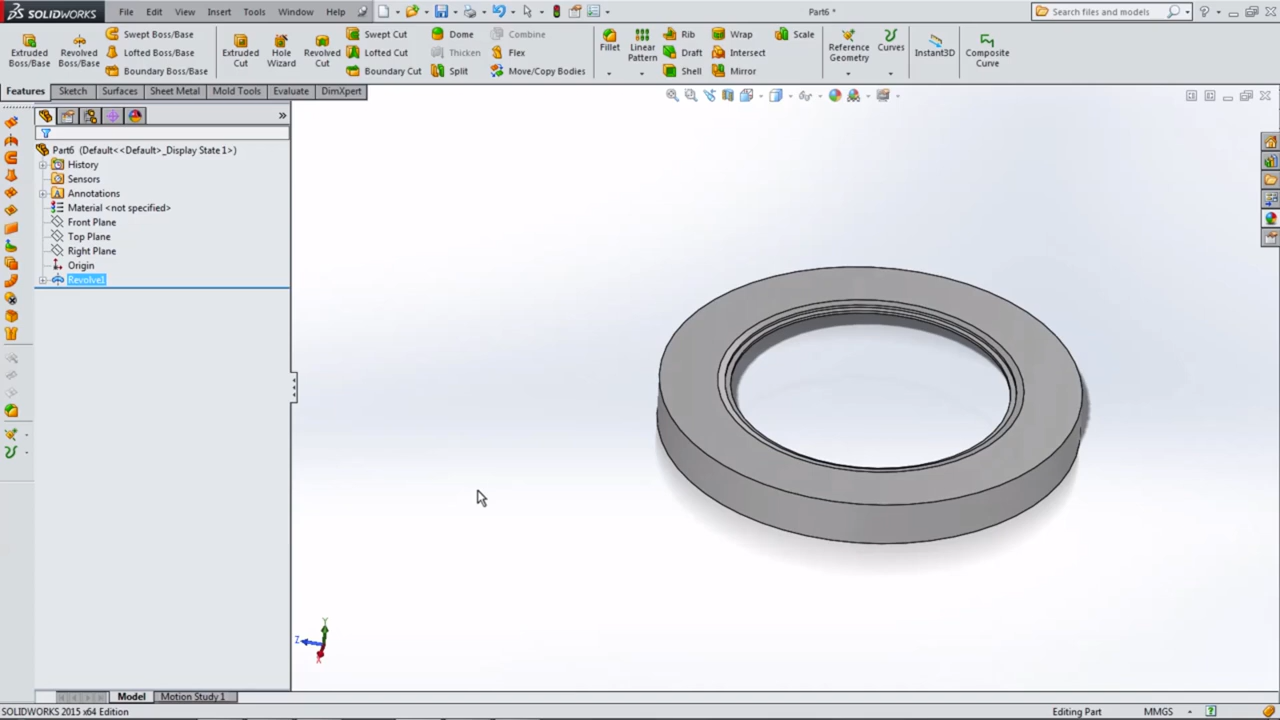 SOLIDWORKS File Edit View Insert Tools Window Help Part6 * Search files and models
Extruded Boss/Base Revolved Boss/Base Swept Boss/Base Lofted Boss/Base Boundary Boss/Base Extruded Cut Hole Wizard Revolved Cut Swept Cut Lofted Cut Boundary Cut Dome Thicken Split Combine Flex Move/Copy Bodies Fillet Linear Pattern Rib Draft Shell Wrap Intersect Mirror Scale Reference Geometry Curves Instant3D Composite Curve
Features Sketch Surfaces Sheet Metal Mold Tools Evaluate DimXpert
Part6 (Default<<Default>_Display State 1>)
History
Sensors
Annotations
Material <not specified>
Front Plane
Top Plane
Right Plane
Origin
Revolve1
Y
Z
X
Model Motion Study 1
SOLIDWORKS 2015 x64 Edition Editing Part MMGS